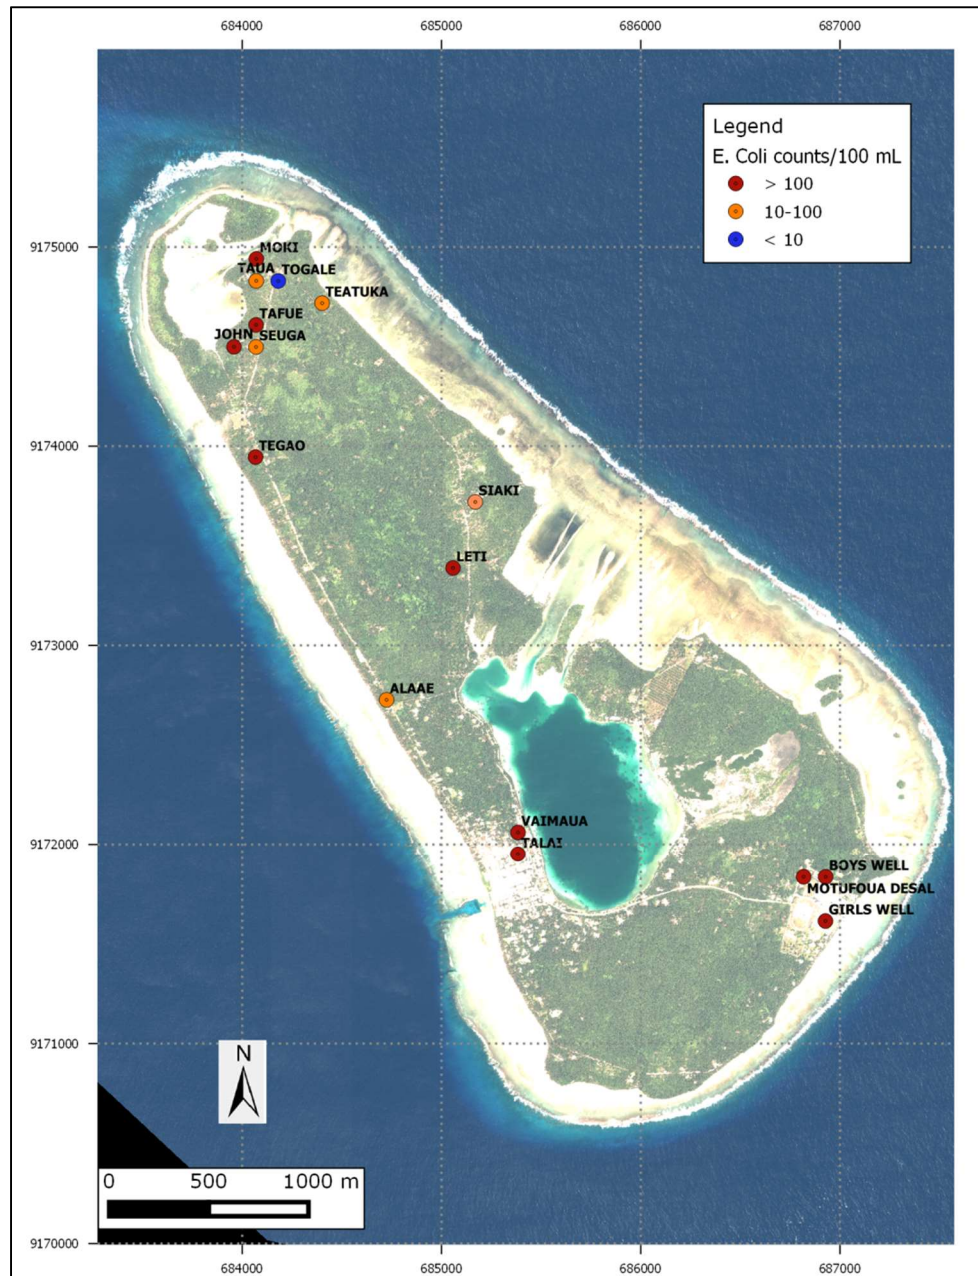 684000 685000 686000 687000
Legend
E. Coli counts/100 mL
> 100
10-100
< 10
9175000
MOKI
TAUA TOGALE
TEATUKA
TAFUE
JOHN SEUGA
9174000
TEGAO
SIAKI
LETI
9173000
ALAAE
VAIMAUA
9172000
TALAI
BOYS WELL
MOTUFOUA DESAL
GIRLS WELL
9171000
N
0 500 1000 m
9170000
684000 685000 686000 687000